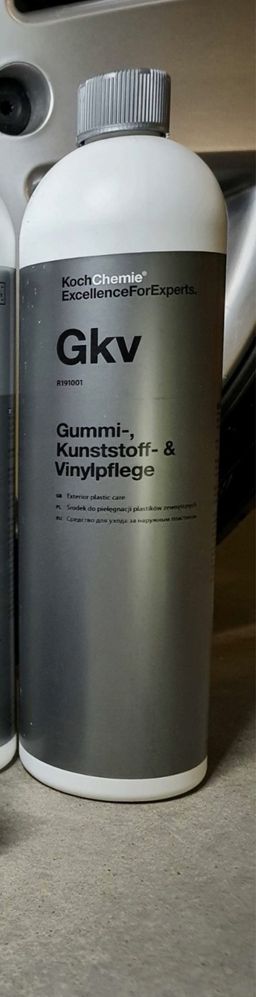 KochChemie®
ExcellenceForExperts.
Gkv
R191001
Gummi-,
Kunststoff- &
Vinylpflege
GB Exterior plastic care
PL Środek do pielęgnacji plastików zewnętrznych
RU Средство для ухода за наружным пластиком